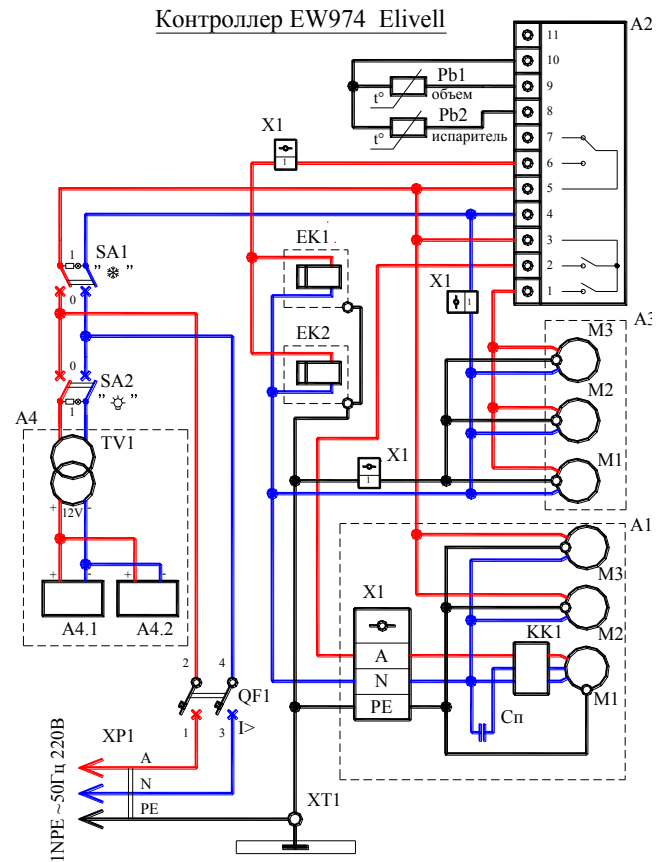 Контроллер EW974 Elivell
A2
11
10
Pb1
9
объем
t°
8
Pb2
X1
7
t°
испаритель
1
6
5
4
SA1
EK1
3
1
" ❄ "
X1
2
0
1
1
A3
EK2
M3
0
SA2
M2
1
" "
A4
TV1
X1
M1
1
12V
+
-
A1
+
-
+
-
X1
M3
A4.1
A4.2
KK1
M2
A
2
4
N
M1
QF1
PE
Сп
1
3
I>
XP1
A
N
XT1
PE
1NPE ~50Гц 220В